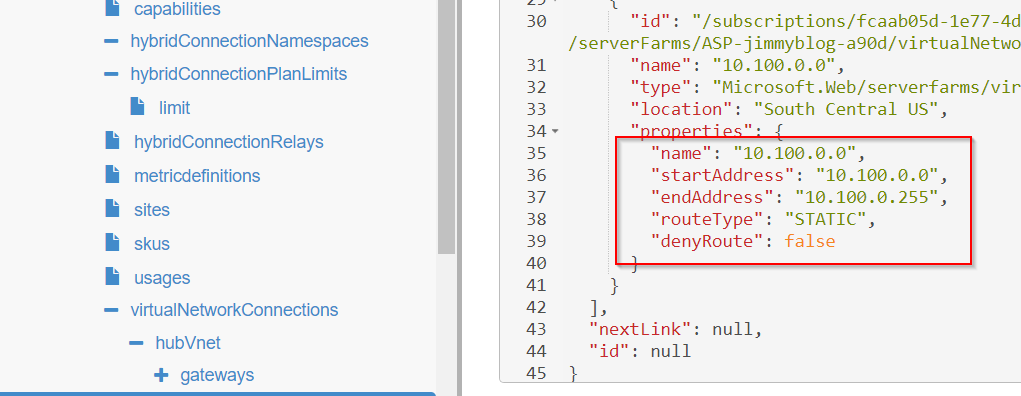 capabilities
hybridConnectionNamespaces
hybridConnectionPlanLimits
limit
hybridConnectionRelays
metricdefinitions
sites
skus
usages
virtualNetworkConnections
hubVnet
gateways
29 {
30 "id": "/subscriptions/fcaab05d-1e77-4d
/serverFarms/ASP-jimmyblog-a90d/virtualNetwo
31 "name": "10.100.0.0",
32 "type": "Microsoft.Web/serverfarms/vir
33 "location": "South Central US",
34 "properties": {
35 "name": "10.100.0.0",
36 "startAddress": "10.100.0.0",
37 "endAddress": "10.100.0.255",
38 "routeType": "STATIC",
39 "denyRoute": false
40 }
41 }
42 ],
43 "nextLink": null,
44 "id": null
45 }